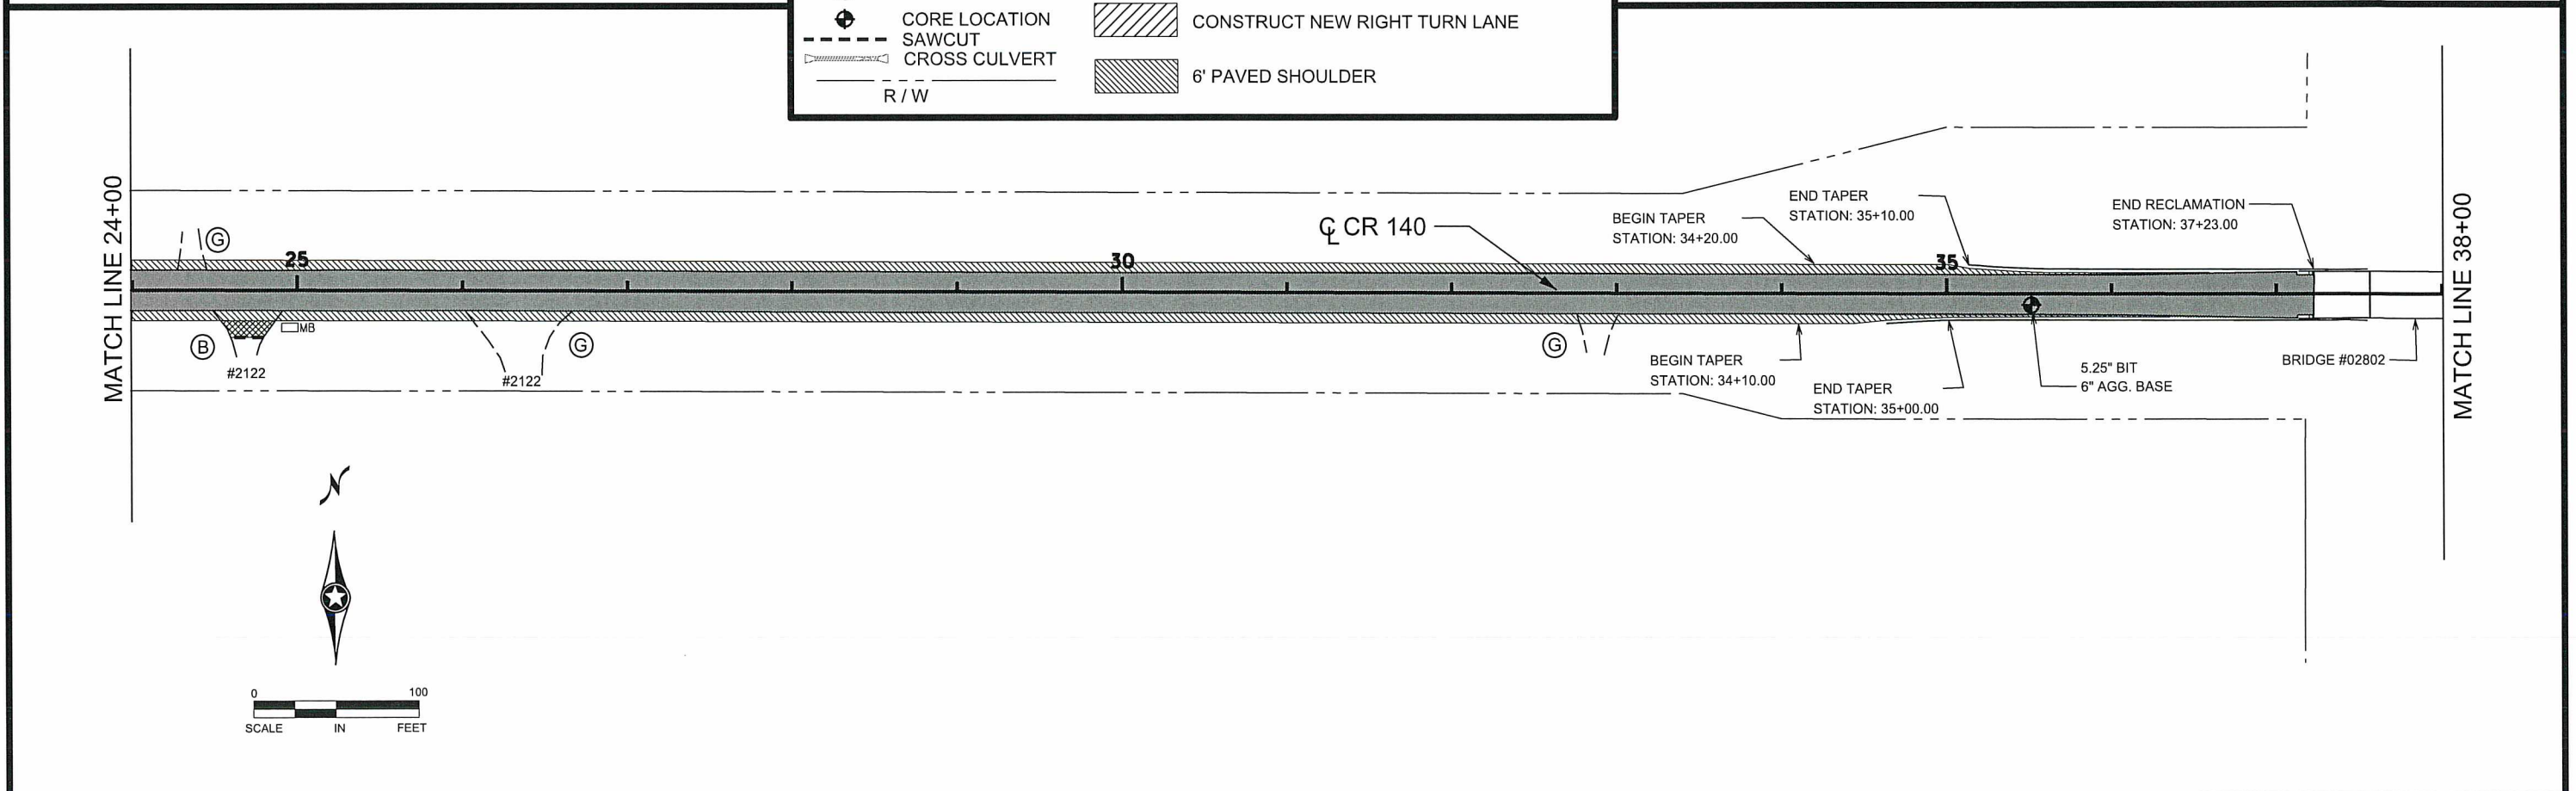 CORE LOCATION
SAWCUT
CROSS CULVERT
R / W
CONSTRUCT NEW RIGHT TURN LANE
6' PAVED SHOULDER
MATCH LINE 24+00
G
25
B
#2122
MB
#2122
G
30
℄ CR 140
G
BEGIN TAPER
STATION: 34+20.00
END TAPER
STATION: 35+10.00
35
END RECLAMATION
STATION: 37+23.00
BEGIN TAPER
STATION: 34+10.00
END TAPER
STATION: 35+00.00
5.25" BIT
6" AGG. BASE
BRIDGE #02802
MATCH LINE 38+00
N
0 100
SCALE IN FEET